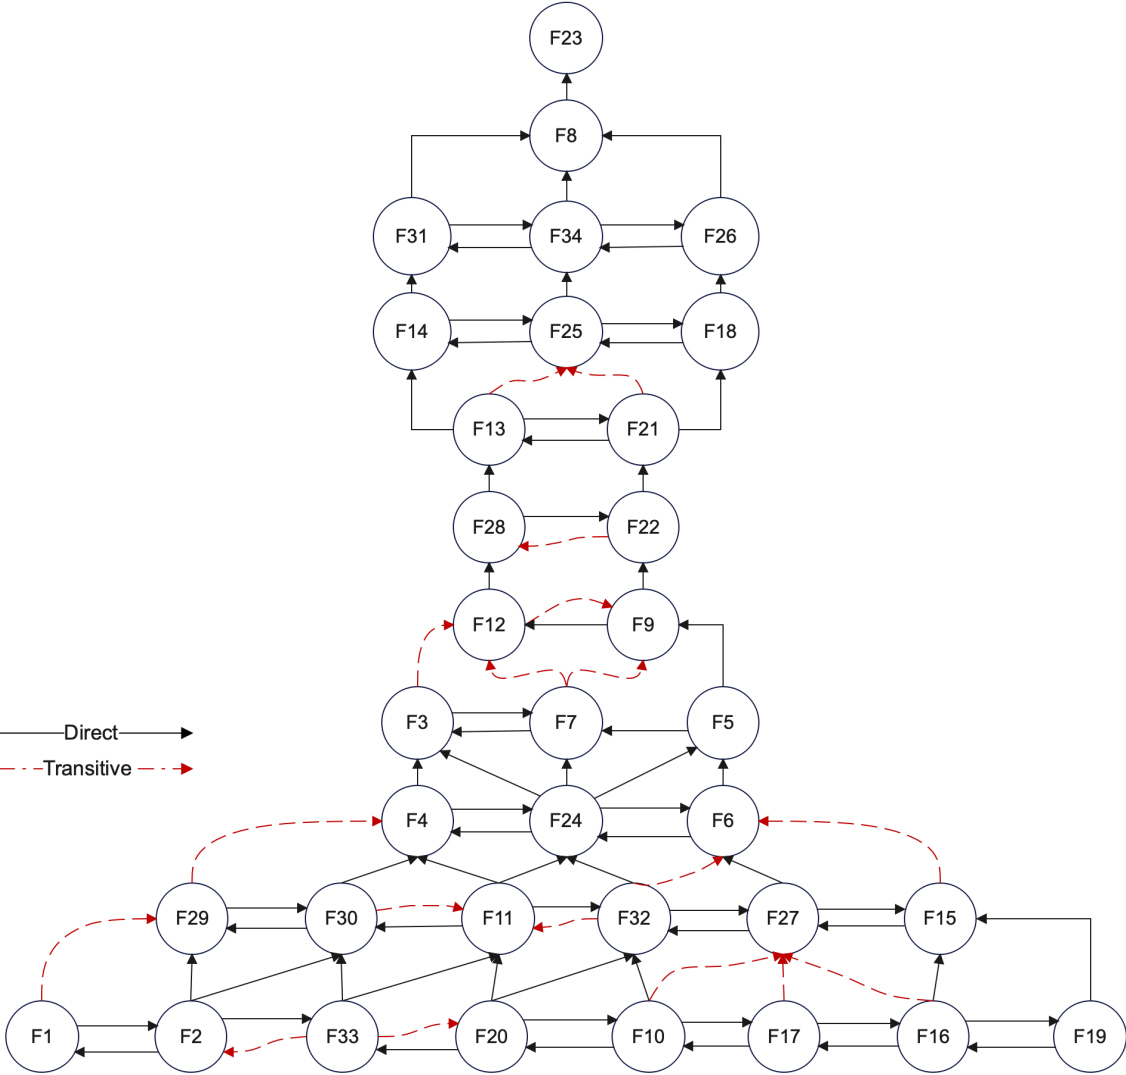 F23
F8
F31 F34 F26
F14 F25 F18
F13 F21
F28 F22
F12 F9
F3 F7 F5
Direct
Transitive
F4 F24 F6
F29 F30 F11 F32 F27 F15
F1 F2 F33 F20 F10 F17 F16 F19